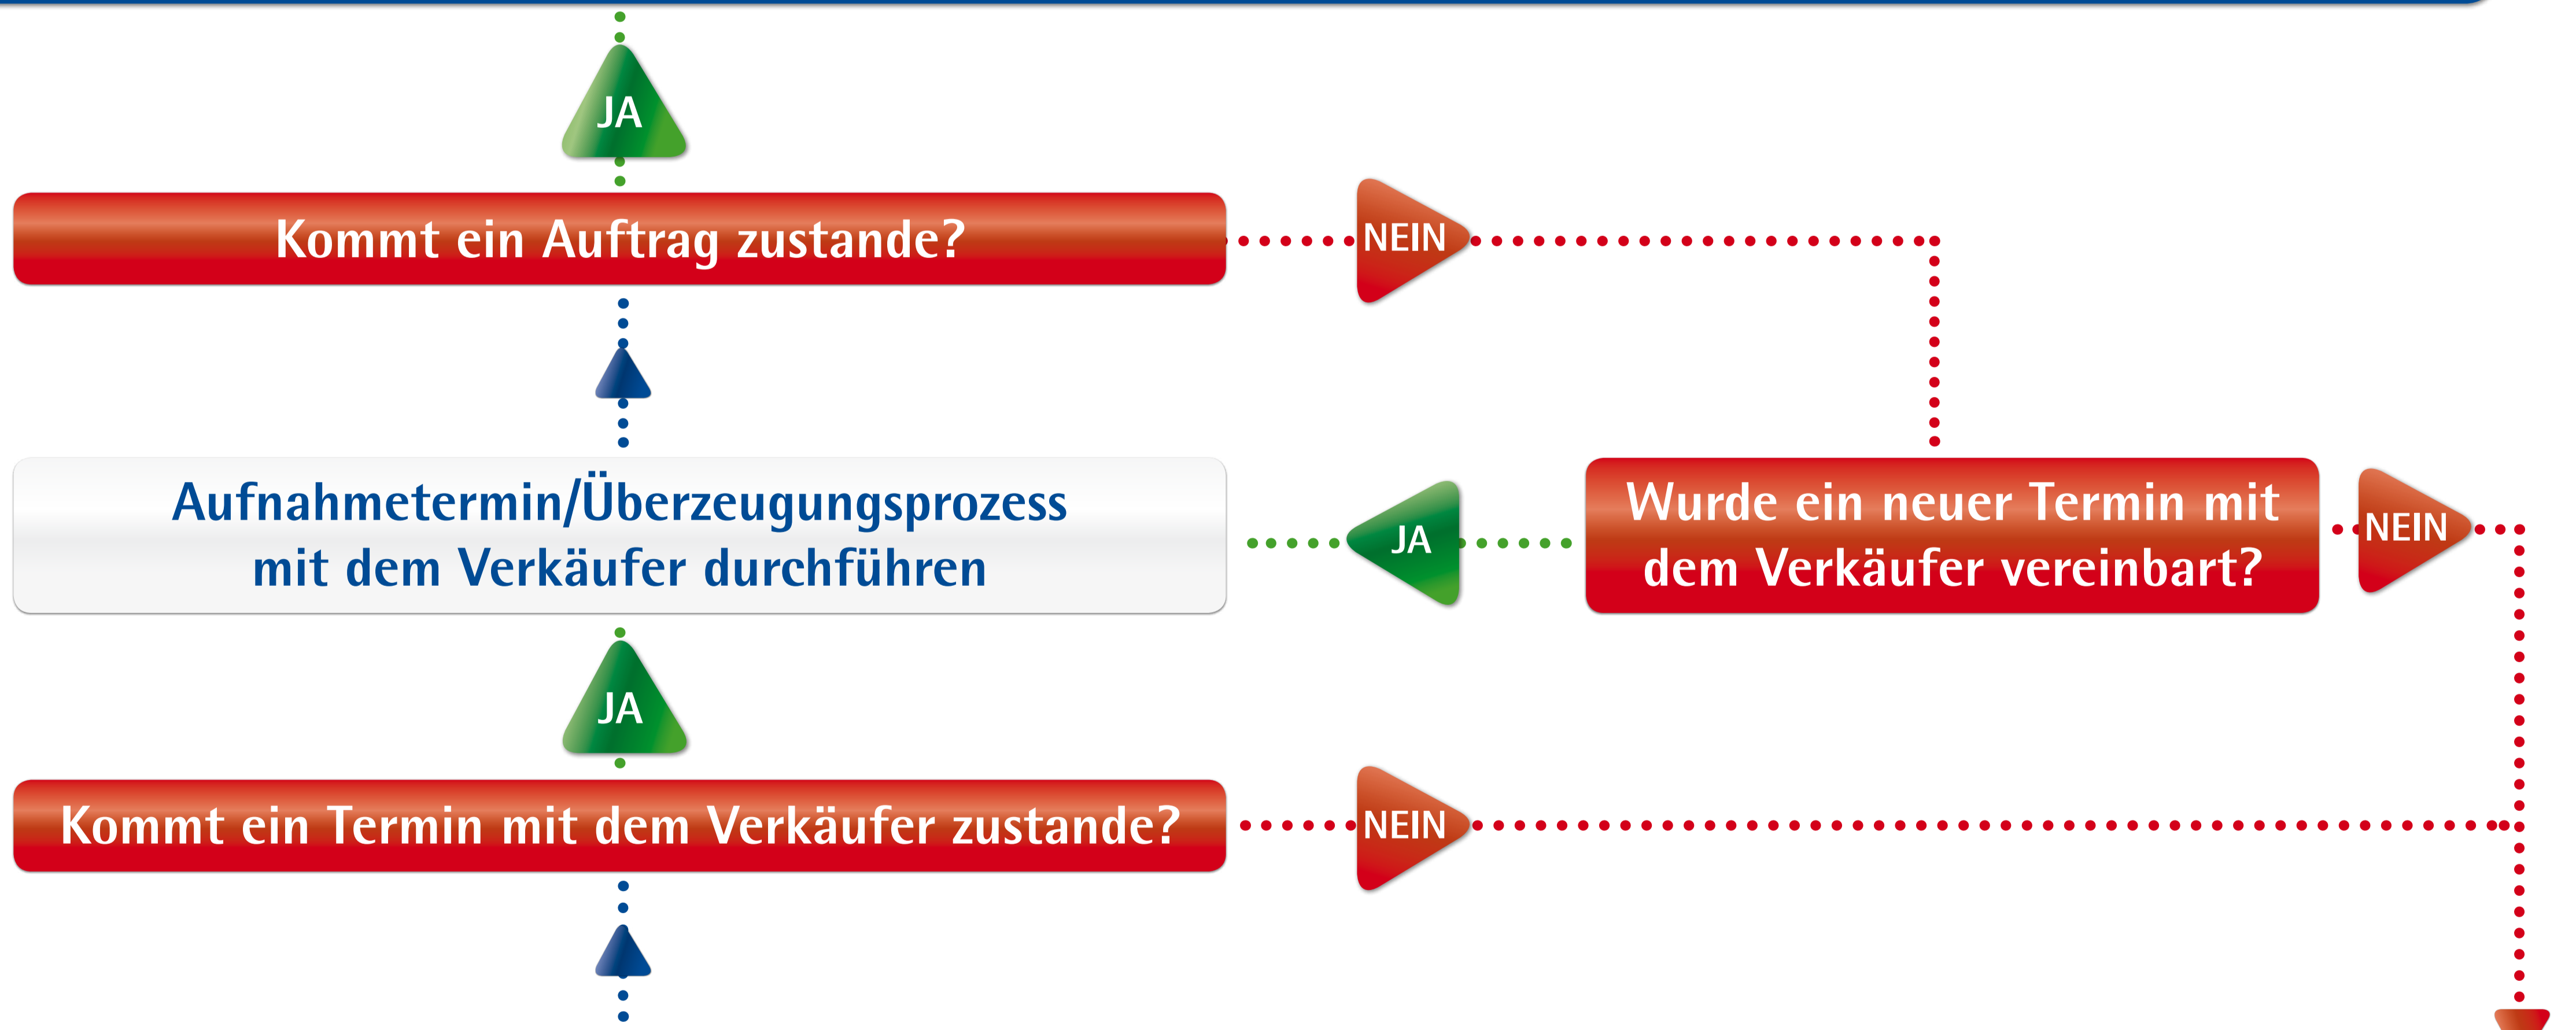 JA
Kommt ein Auftrag zustande?
NEIN
Aufnahmetermin/Überzeugungsprozess
mit dem Verkäufer durchführen
JA
Wurde ein neuer Termin mit
dem Verkäufer vereinbart?
NEIN
JA
Kommt ein Termin mit dem Verkäufer zustande?
NEIN